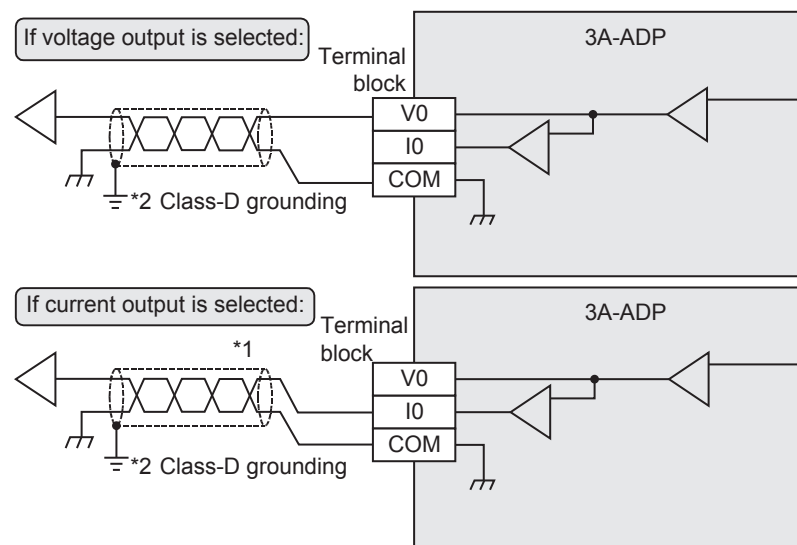 If voltage output is selected:
Terminal
block
3A-ADP
V0
I0
COM
*2 Class-D grounding
If current output is selected:
Terminal
block
3A-ADP
*1
V0
I0
COM
*2 Class-D grounding